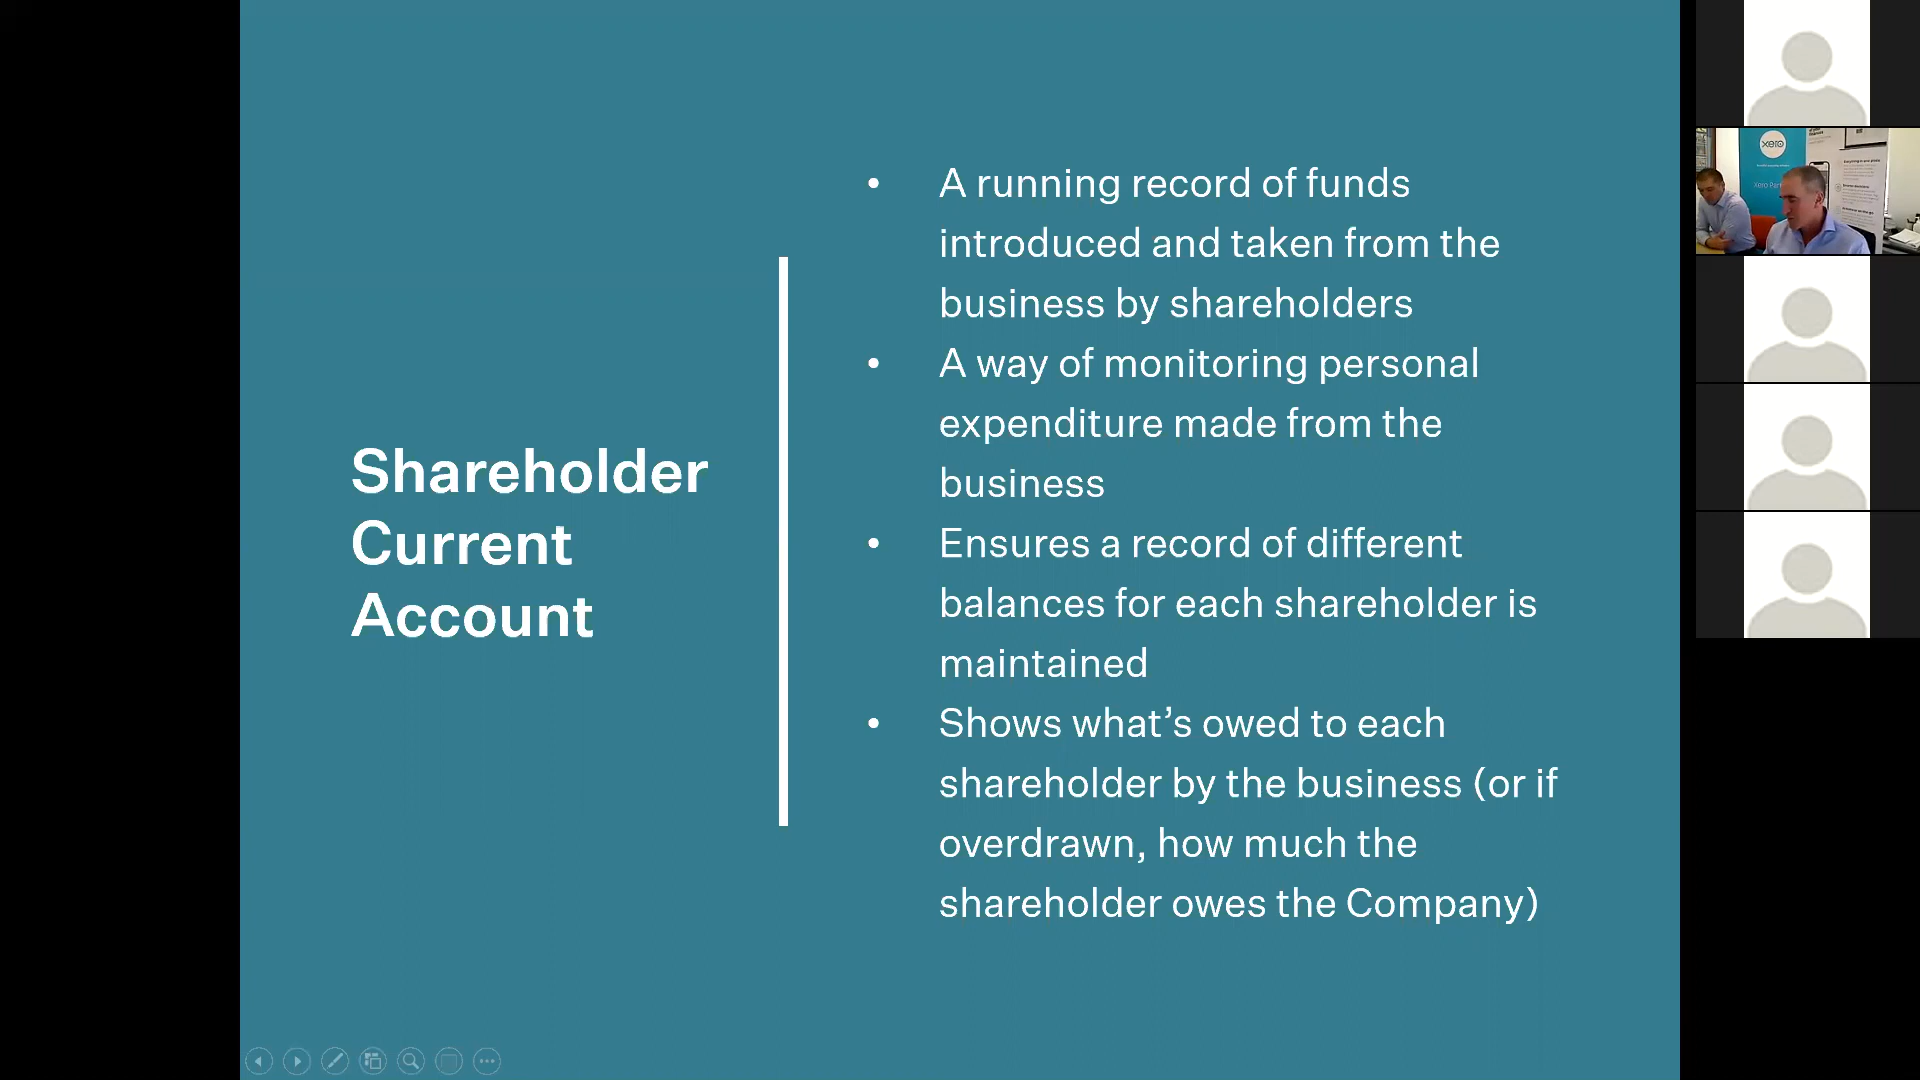 Shareholder
Current
Account
• A running record of funds
introduced and taken from the
business by shareholders
• A way of monitoring personal
expenditure made from the
business
• Ensures a record of different
balances for each shareholder is
maintained
• Shows what’s owed to each
shareholder by the business (or if
overdrawn, how much the
shareholder owes the Company)
xero